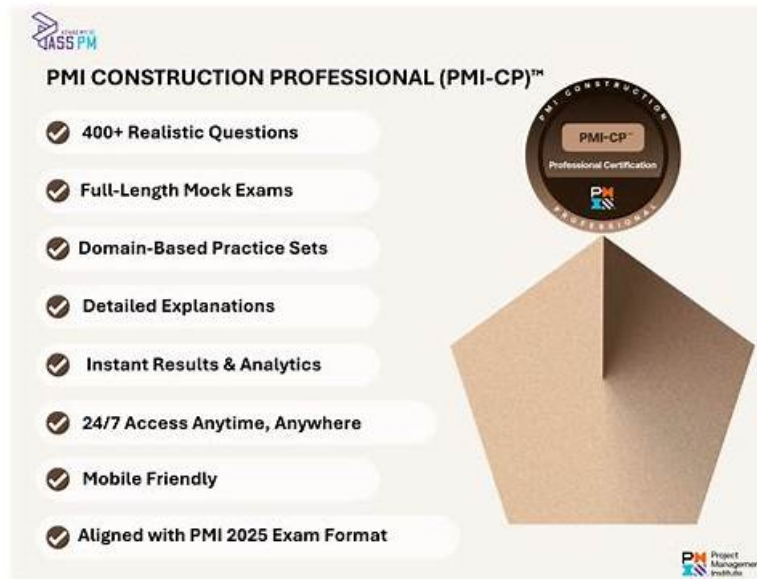 PASS PM
PMI CONSTRUCTION PROFESSIONAL (PMI-CP)™
400+ Realistic Questions
Full-Length Mock Exams
Domain-Based Practice Sets
Detailed Explanations
Instant Results & Analytics
24/7 Access Anytime, Anywhere
Mobile Friendly
Aligned with PMI 2025 Exam Format
PMI CONSTRUCTION
PMI-CP™
Professional Certification
PROFESSIONAL
Project
Management
Institute